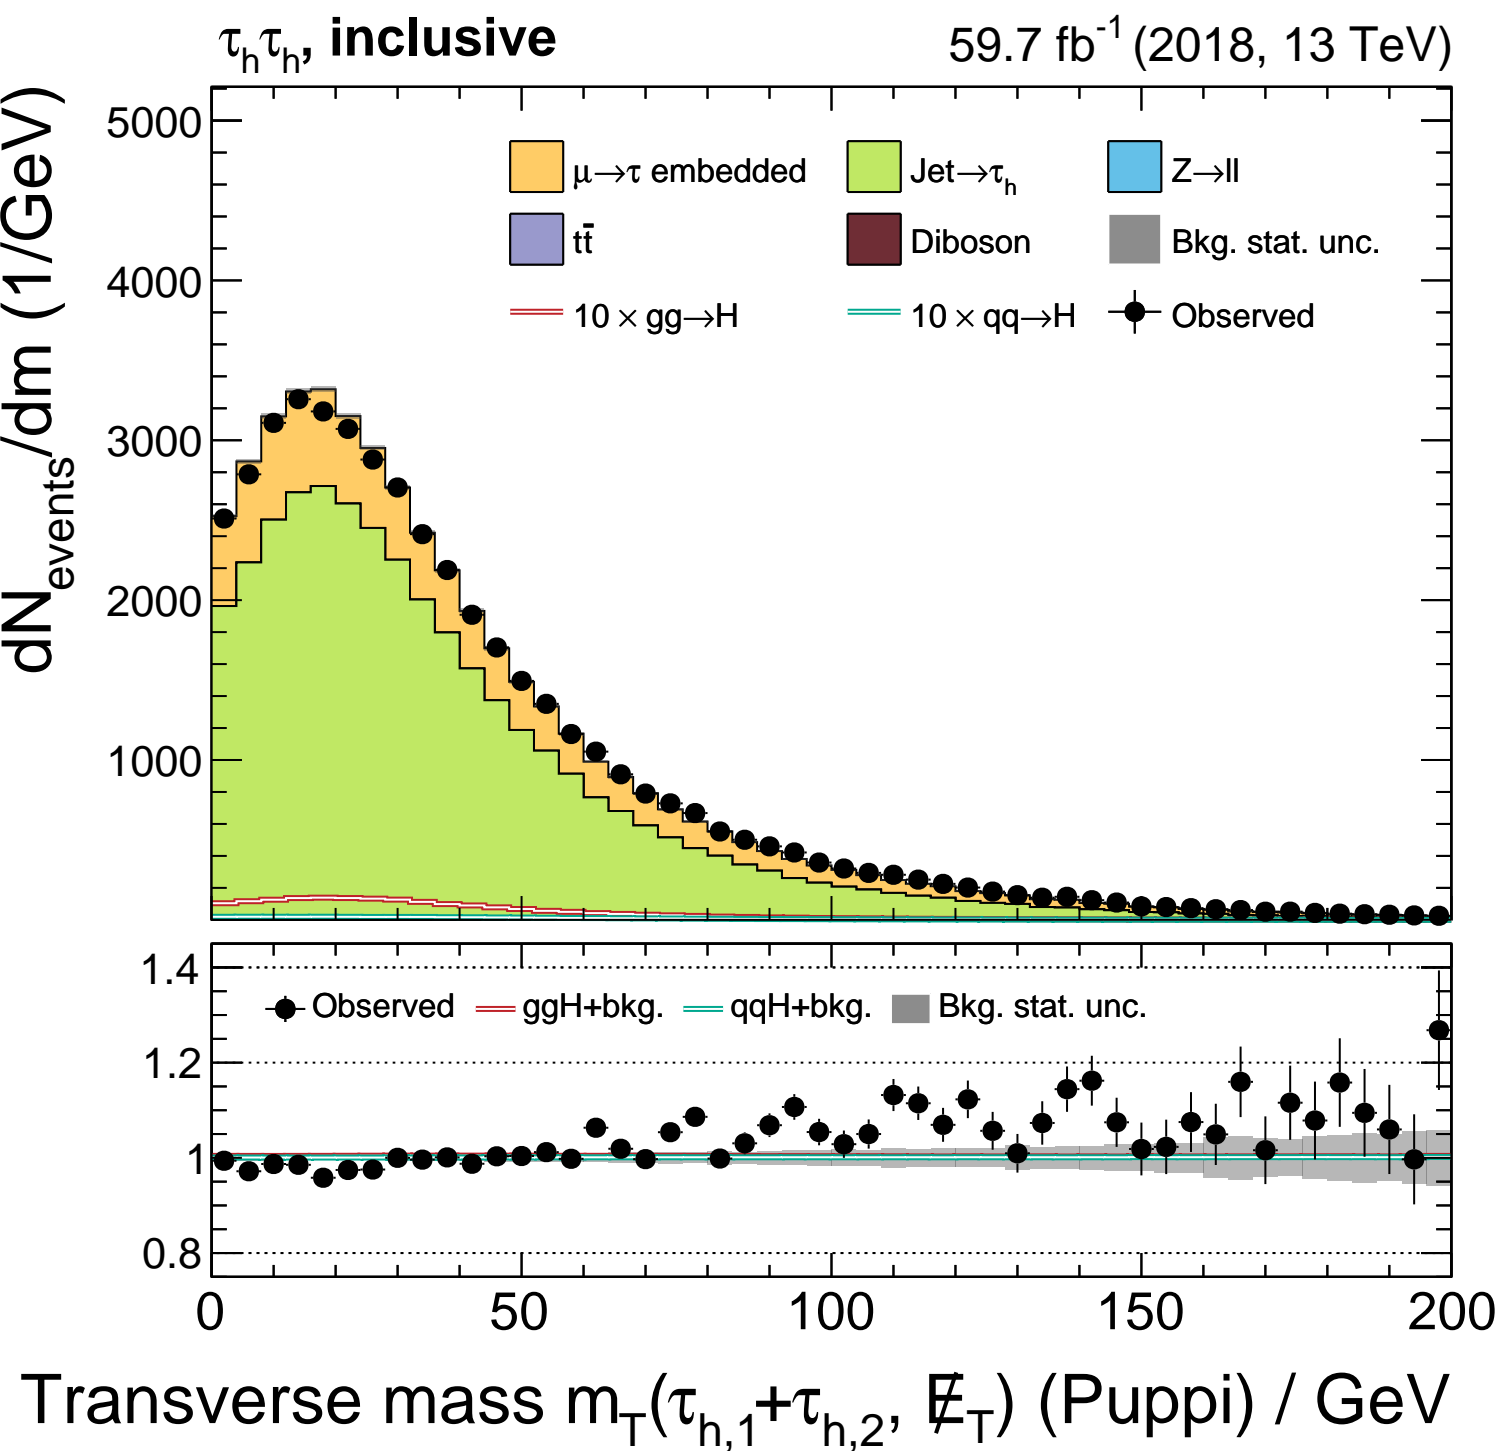 τhτh, inclusive
59.7 fb-1 (2018, 13 TeV)
dNevents/dm (1/GeV)
5000
4000
3000
2000
1000
μ→τ embedded
Jet→τh
Z→ll
tt̄
Diboson
Bkg. stat. unc.
10 × gg→H
10 × qq→H
Observed
1.4
1.2
1
0.8
Observed
ggH+bkg.
qqH+bkg.
Bkg. stat. unc.
0
50
100
150
200
Transverse mass mT(τh,1+τh,2, E̸T) (Puppi) / GeV